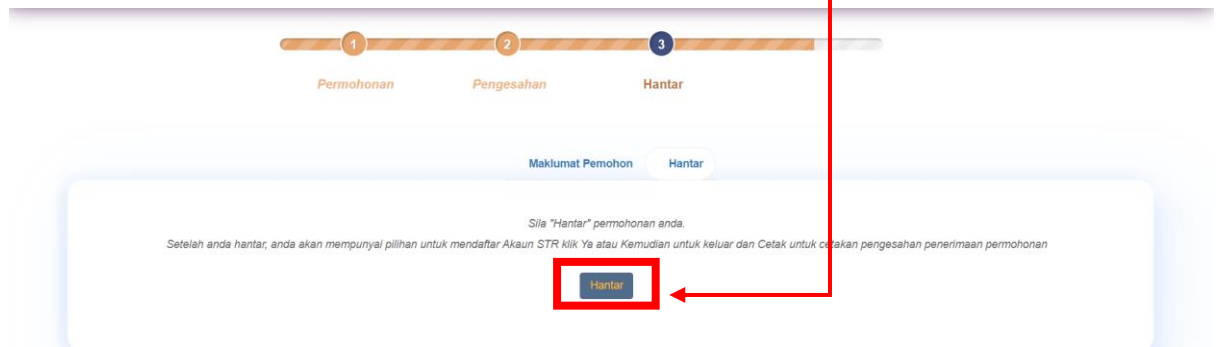 1 2 3
Permohonan Pengesahan Hantar
Maklumat Pemohon Hantar
Sila "Hantar" permohonan anda.
Setelah anda hantar, anda akan mempunyai pilihan untuk mendaftar Akaun STR klik Ya atau Kemudian untuk keluar dan Cetak untuk cetakan pengesahan penerimaan permohonan
Hantar